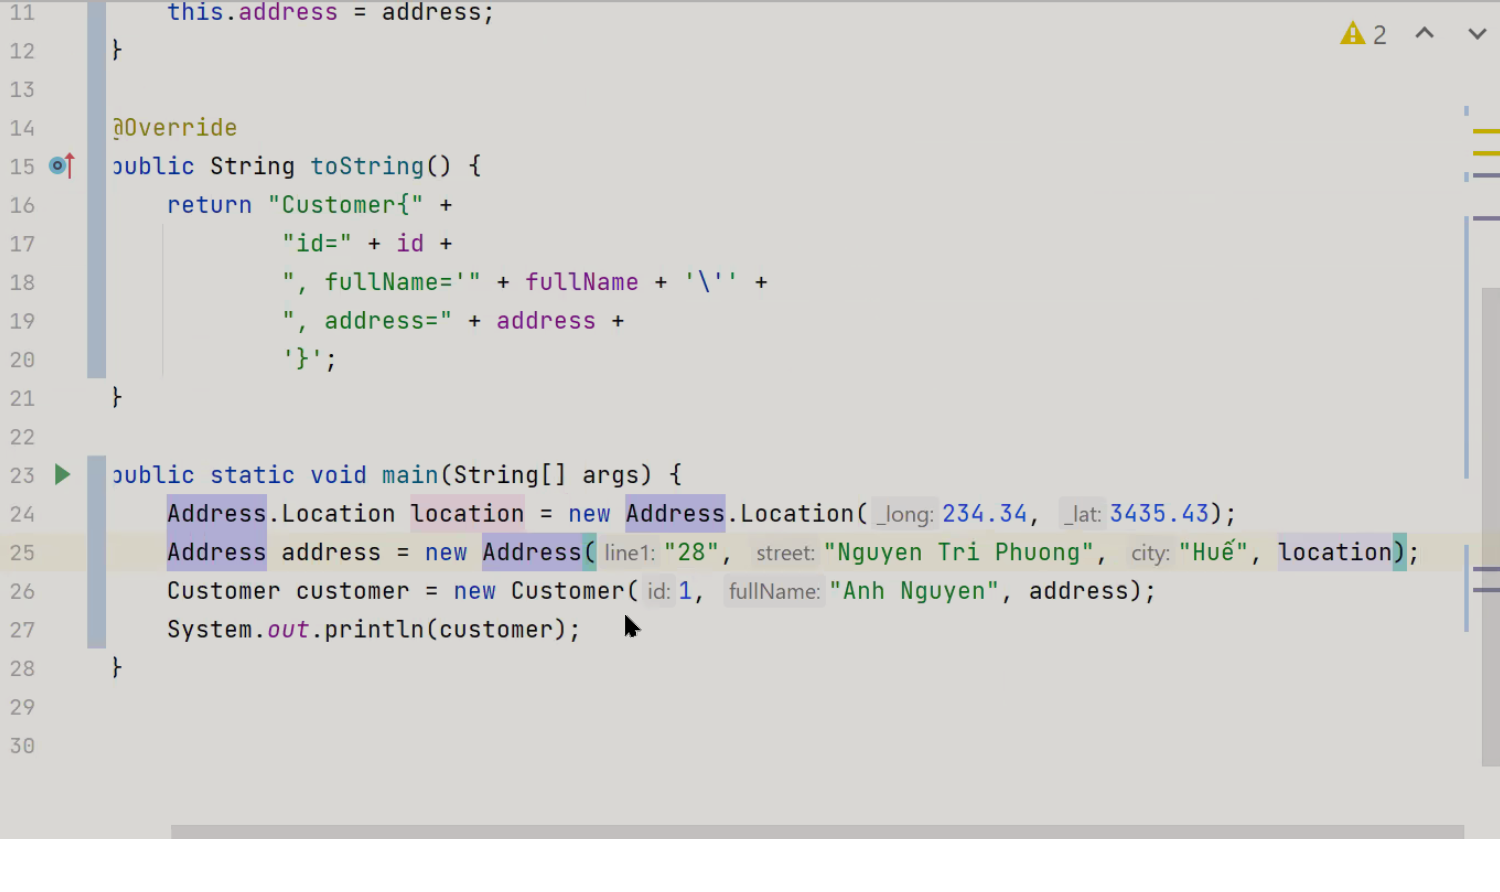 11 this.address = address;
12 }
13
14 @Override
15 public String toString() {
16 return "Customer{" +
17 "id=" + id +
18 ", fullName='" + fullName + '\'' +
19 ", address=" + address +
20 '}';
21 }
22
23 public static void main(String[] args) {
24 Address.Location location = new Address.Location( _long: 234.34, _lat: 3435.43);
25 Address address = new Address( line1: "28", street: "Nguyen Tri Phuong", city: "Huế", location);
26 Customer customer = new Customer( id: 1, fullName: "Anh Nguyen", address);
27 System.out.println(customer);
28 }
29
30
2